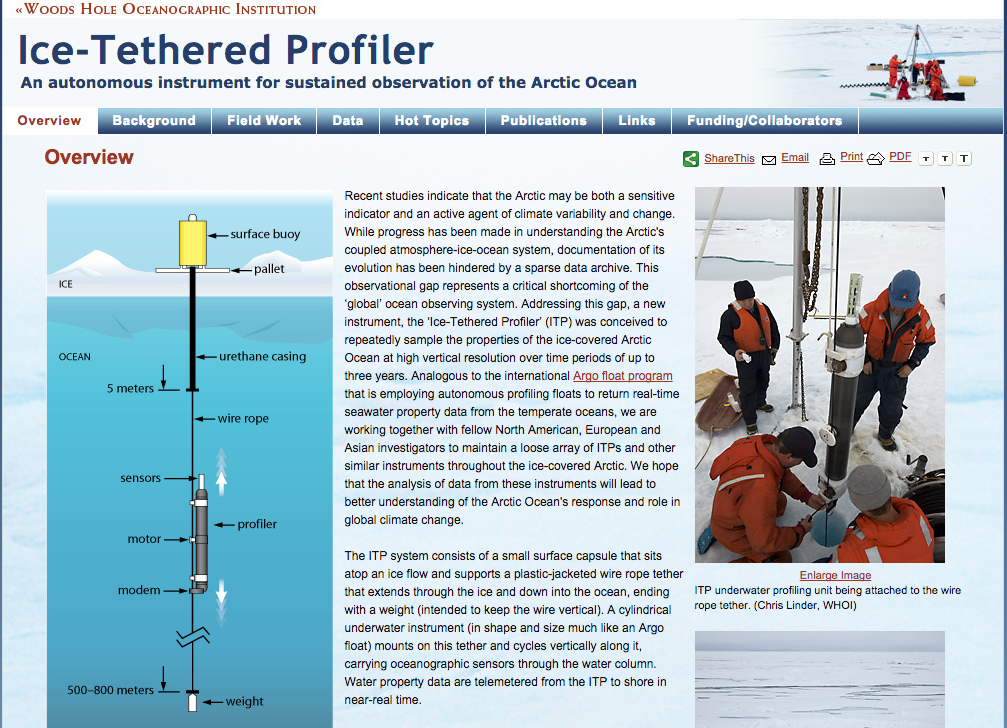 «Woods Hole Oceanographic Institution
Ice-Tethered Profiler
An autonomous instrument for sustained observation of the Arctic Ocean
Overview Background Field Work Data Hot Topics Publications Links Funding/Collaborators
Overview
ShareThis Email Print PDF T T T
surface buoy
pallet
ICE
OCEAN
urethane casing
5 meters
wire rope
sensors
profiler
motor
modem
500–800 meters
weight
Recent studies indicate that the Arctic may be both a sensitive
indicator and an active agent of climate variability and change.
While progress has been made in understanding the Arctic's
coupled atmosphere-ice-ocean system, documentation of its
evolution has been hindered by a sparse data archive. This
observational gap represents a critical shortcoming of the
'global' ocean observing system. Addressing this gap, a new
instrument, the 'Ice-Tethered Profiler' (ITP) was conceived to
repeatedly sample the properties of the ice-covered Arctic
Ocean at high vertical resolution over time periods of up to
three years. Analogous to the international Argo float program
that is employing autonomous profiling floats to return real-time
seawater property data from the temperate oceans, we are
working together with fellow North American, European and
Asian investigators to maintain a loose array of ITPs and other
similar instruments throughout the ice-covered Arctic. We hope
that the analysis of data from these instruments will lead to
better understanding of the Arctic Ocean's response and role in
global climate change.
The ITP system consists of a small surface capsule that sits
atop an ice flow and supports a plastic-jacketed wire rope tether
that extends through the ice and down into the ocean, ending
with a weight (intended to keep the wire vertical). A cylindrical
underwater instrument (in shape and size much like an Argo
float) mounts on this tether and cycles vertically along it,
carrying oceanographic sensors through the water column.
Water property data are telemetered from the ITP to shore in
near-real time.
Enlarge Image
ITP underwater profiling unit being attached to the wire
rope tether. (Chris Linder, WHOI)